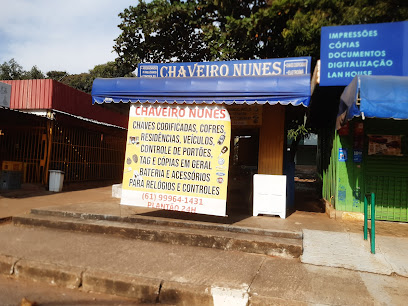 IMPRESSÕES
CÓPIAS
DOCUMENTOS
DIGITALIZAÇÃO
LAN HOUSE
CHAVEIRO NUNES
CHAVEIRO NUNES
CHAVES CODIFICADAS, COFRES
RESIDÊNCIAS, VEÍCULOS,
CONTROLE DE PORTÕES,
TAG E CÓPIAS EM GERAL
BATERIA E ACESSÓRIOS
PARA RELÓGIOS E CONTROLES
(61) 99964-1431
PLANTÃO 24H